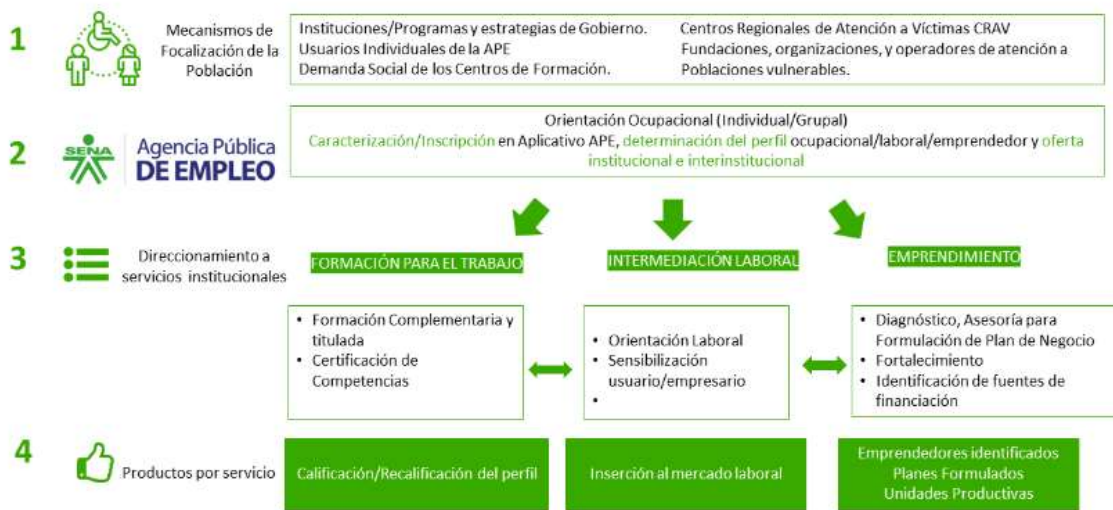 1
Mecanismos de
Focalización de la
Población
Instituciones/Programas y estrategias de Gobierno.
Usuarios Individuales de la APE
Demanda Social de los Centros de Formación.
Centros Regionales de Atención a Víctimas CRAV
Fundaciones, organizaciones, y operadores de atención a
Poblaciones vulnerables.
2
SENA
Agencia Pública
DE EMPLEO
Orientación Ocupacional (Individual/Grupal)
Caracterización/Inscripción en Aplicativo APE, determinación del perfil ocupacional/laboral/emprendedor y oferta
institucional e interinstitucional
3
Direccionamiento a
servicios institucionales
FORMACIÓN PARA EL TRABAJO
INTERMEDIACIÓN LABORAL
EMPRENDIMIENTO
• Formación Complementaria y
titulada
• Certificación de
Competencias
• Orientación Laboral
• Sensibilización
usuario/empresario
•
• Diagnóstico, Asesoría para
Formulación de Plan de Negocio
• Fortalecimiento
• Identificación de fuentes de
financiación
4
Productos por servicio
Calificación/Recalificación del perfil
Inserción al mercado laboral
Emprendedores identificados
Planes Formulados
Unidades Productivas